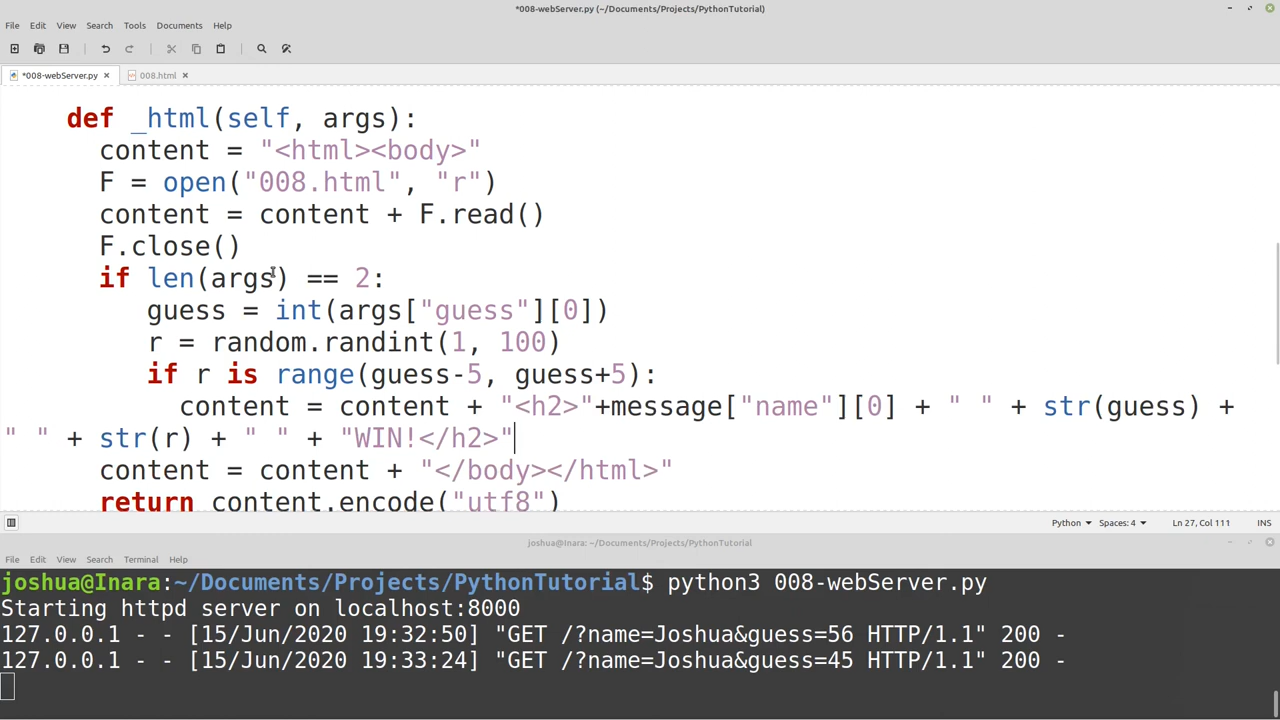 *008-webServer.py (~/Documents/Projects/PythonTutorial)
File Edit View Search Tools Documents Help
*008-webServer.py × 008.html ×
def _html(self, args):
content = "<html><body>"
F = open("008.html", "r")
content = content + F.read()
F.close()
if len(args) == 2:
guess = int(args["guess"][0])
r = random.randint(1, 100)
if r is range(guess-5, guess+5):
content = content + "<h2>"+message["name"][0] + " " + str(guess) +
" " + str(r) + " " + "WIN!</h2>"
content = content + "</body></html>"
return content.encode("utf8")
Python Spaces: 4 Ln 27, Col 111 INS
joshua@Inara: ~/Documents/Projects/PythonTutorial
File Edit View Search Terminal Help
joshua@Inara:~/Documents/Projects/PythonTutorial$ python3 008-webServer.py
Starting httpd server on localhost:8000
127.0.0.1 - - [15/Jun/2020 19:32:50] "GET /?name=Joshua&guess=56 HTTP/1.1" 200 -
127.0.0.1 - - [15/Jun/2020 19:33:24] "GET /?name=Joshua&guess=45 HTTP/1.1" 200 -